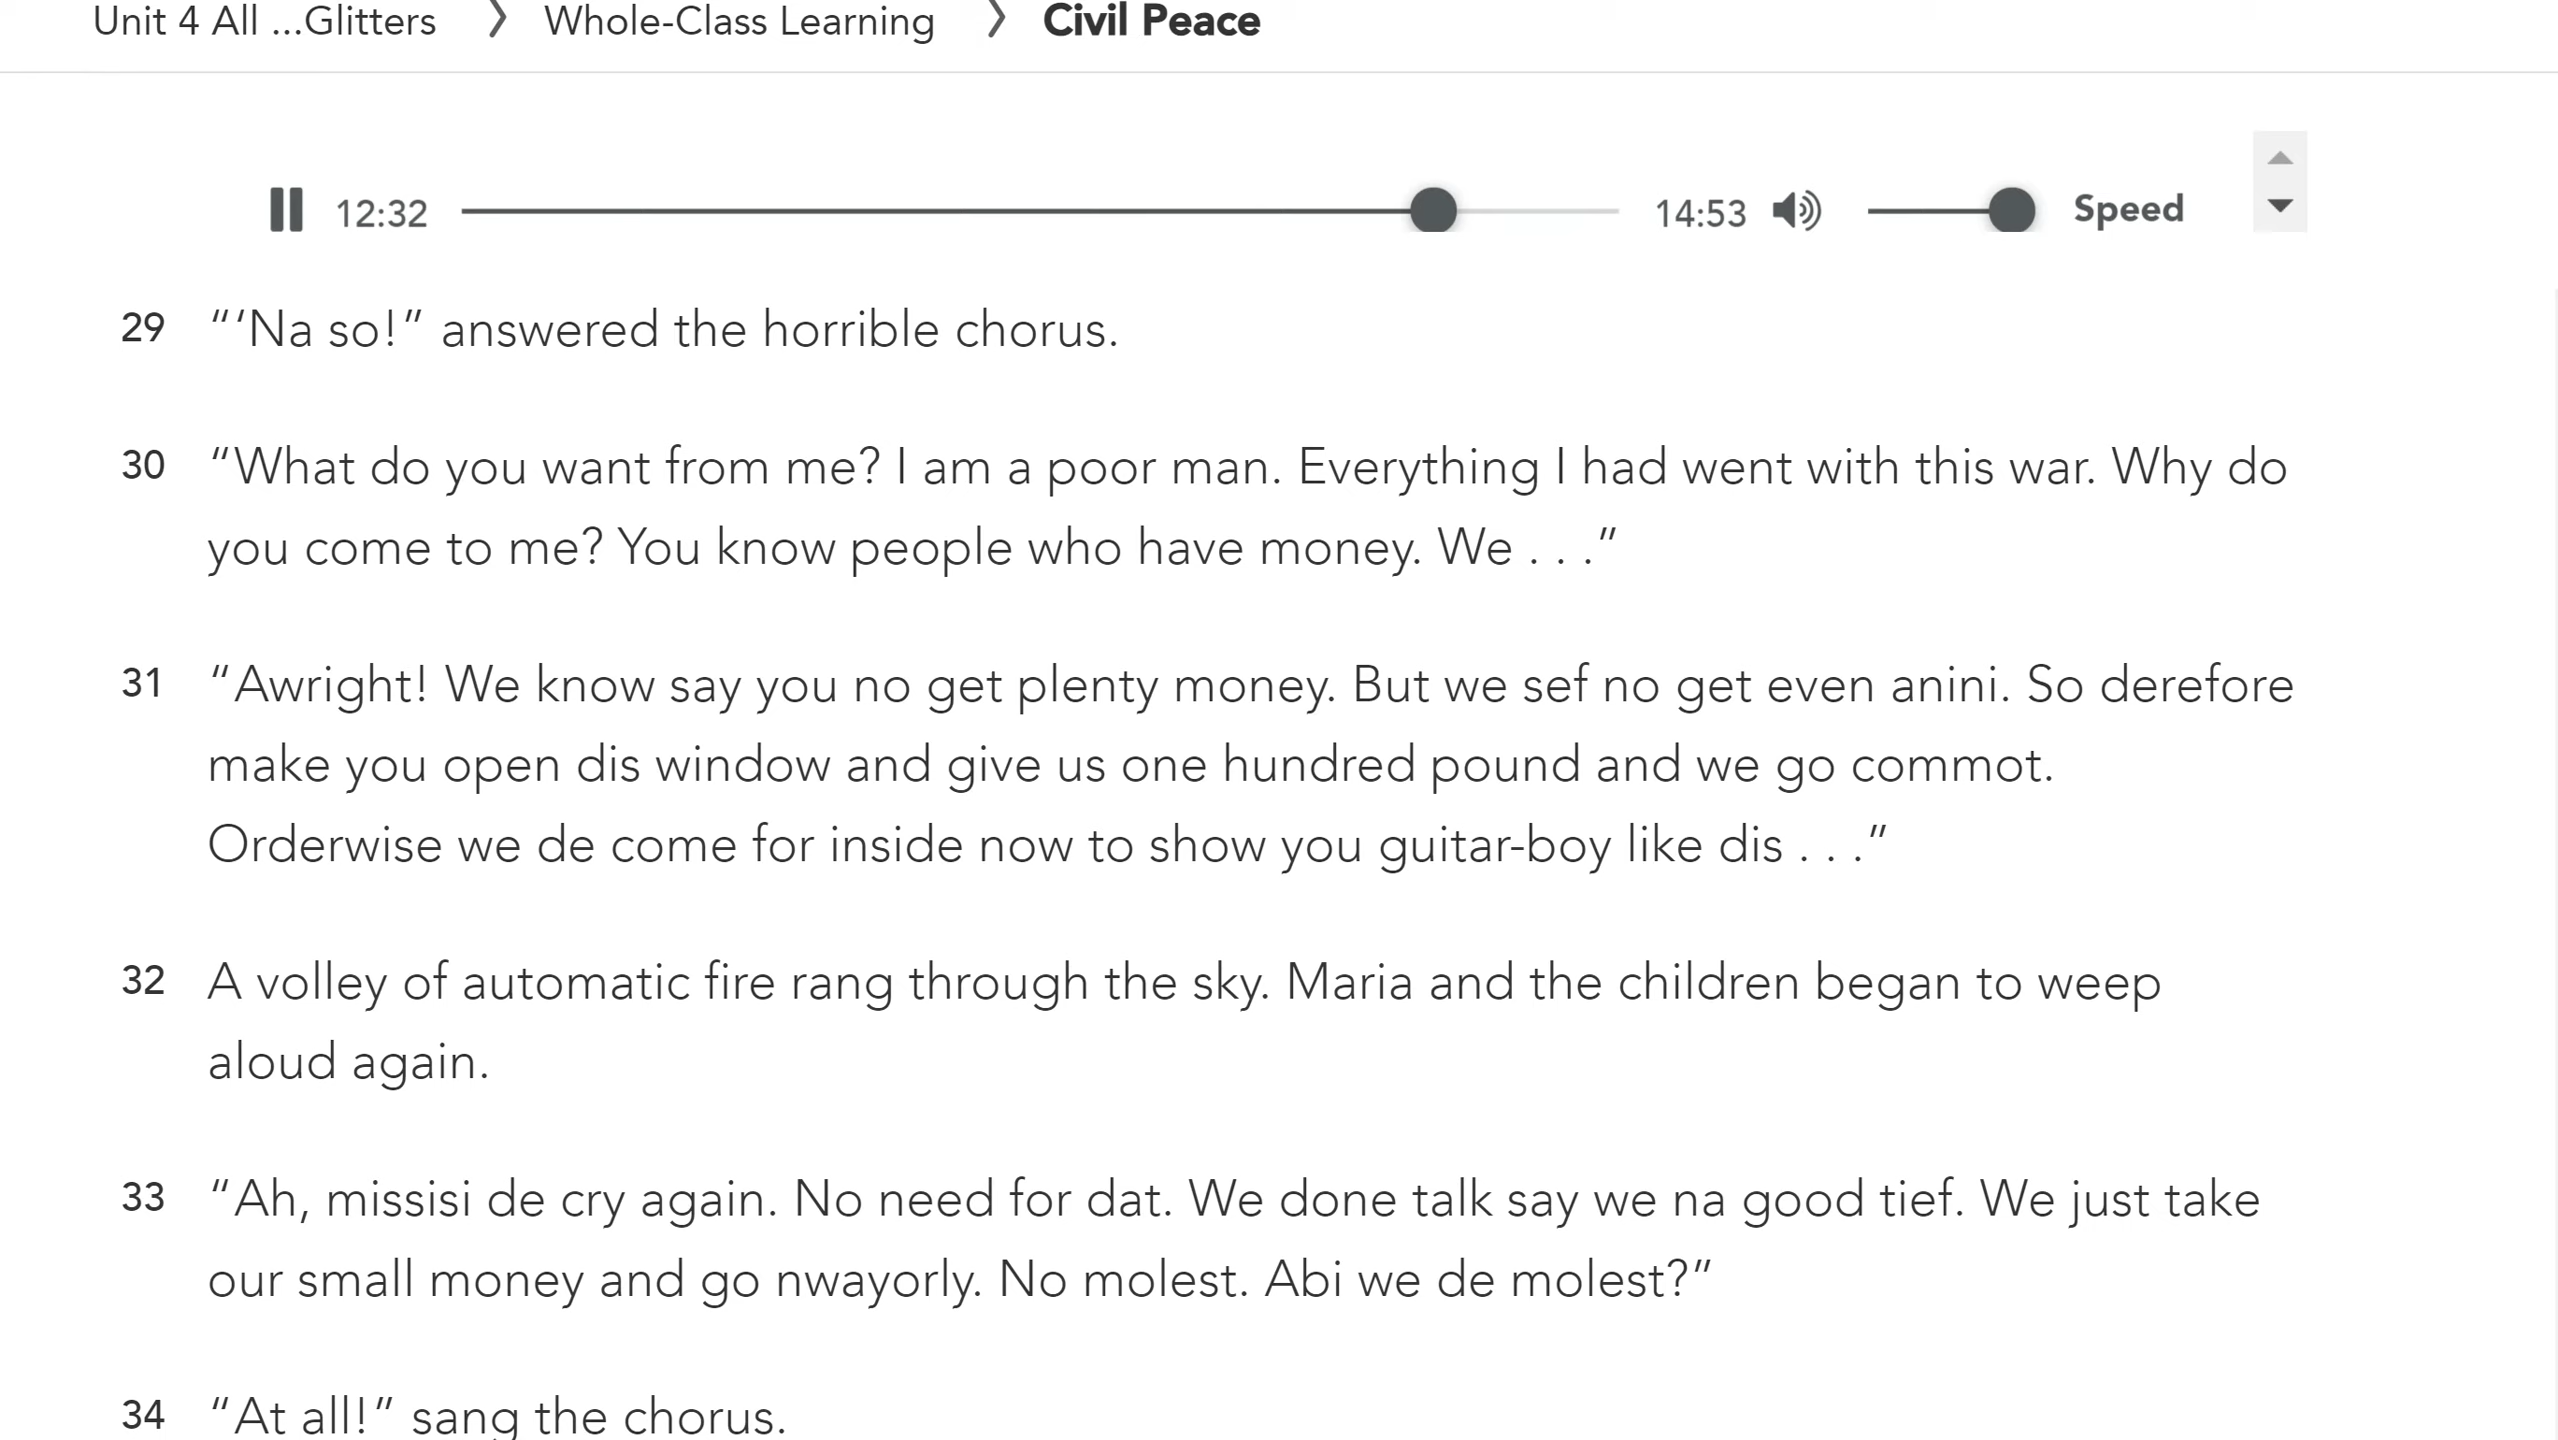 Unit 4 All ...Glitters > Whole-Class Learning > Civil Peace
12:32 14:53 Speed
29 “‘Na so!” answered the horrible chorus.
30 “What do you want from me? I am a poor man. Everything I had went with this war. Why do
you come to me? You know people who have money. We . . .”
31 “Awright! We know say you no get plenty money. But we sef no get even anini. So derefore
make you open dis window and give us one hundred pound and we go commot.
Orderwise we de come for inside now to show you guitar-boy like dis . . .”
32 A volley of automatic fire rang through the sky. Maria and the children began to weep
aloud again.
33 “Ah, missisi de cry again. No need for dat. We done talk say we na good tief. We just take
our small money and go nwayorly. No molest. Abi we de molest?”
34 “At all!” sang the chorus.